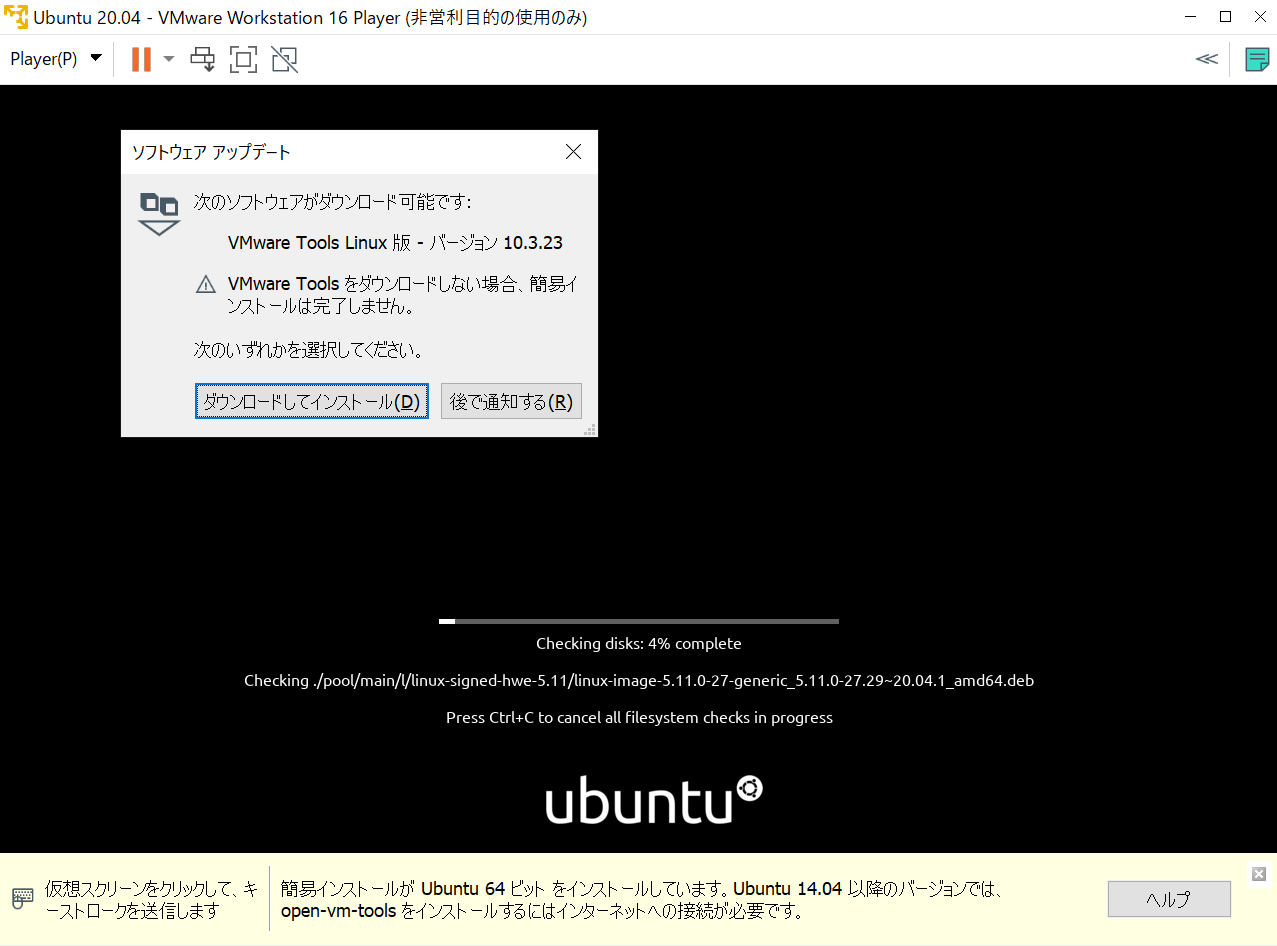 Ubuntu 20.04 - VMware Workstation 16 Player (非営利目的の使用のみ)
Player(P)
ソフトウェア アップデート
次のソフトウェアがダウンロード可能です:
VMware Tools Linux 版 - バージョン 10.3.23
VMware Tools をダウンロードしない場合、簡易イ
ンストールは完了しません。
次のいずれかを選択してください。
ダウンロードしてインストール(D)
後で通知する(R)
Checking disks: 4% complete
Checking ./pool/main/l/linux-signed-hwe-5.11/linux-image-5.11.0-27-generic_5.11.0-27.29~20.04.1_amd64.deb
Press Ctrl+C to cancel all filesystem checks in progress
ubuntu
仮想スクリーンをクリックして、キ
ーストロークを送信します
簡易インストールが Ubuntu 64 ビット をインストールしています。Ubuntu 14.04 以降のバージョンでは、
open-vm-tools をインストールするにはインターネットへの接続が必要です。
ヘルプ